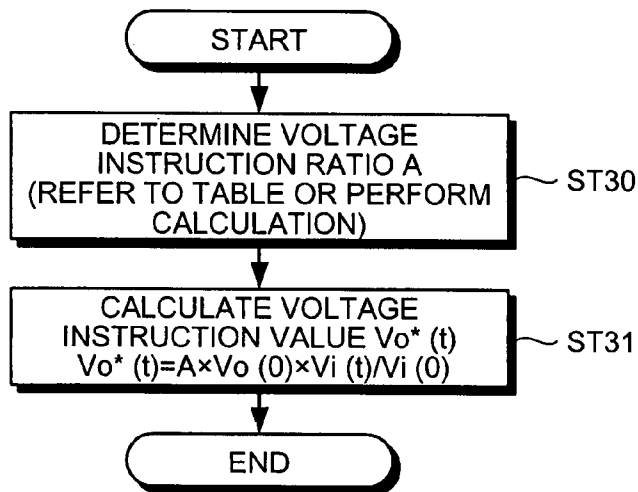 START
DETERMINE VOLTAGE
INSTRUCTION RATIO A
(REFER TO TABLE OR PERFORM
CALCULATION)
ST30
CALCULATE VOLTAGE
INSTRUCTION VALUE Vo* (t)
Vo* (t)=A×Vo (0)×Vi (t)/Vi (0)
ST31
END